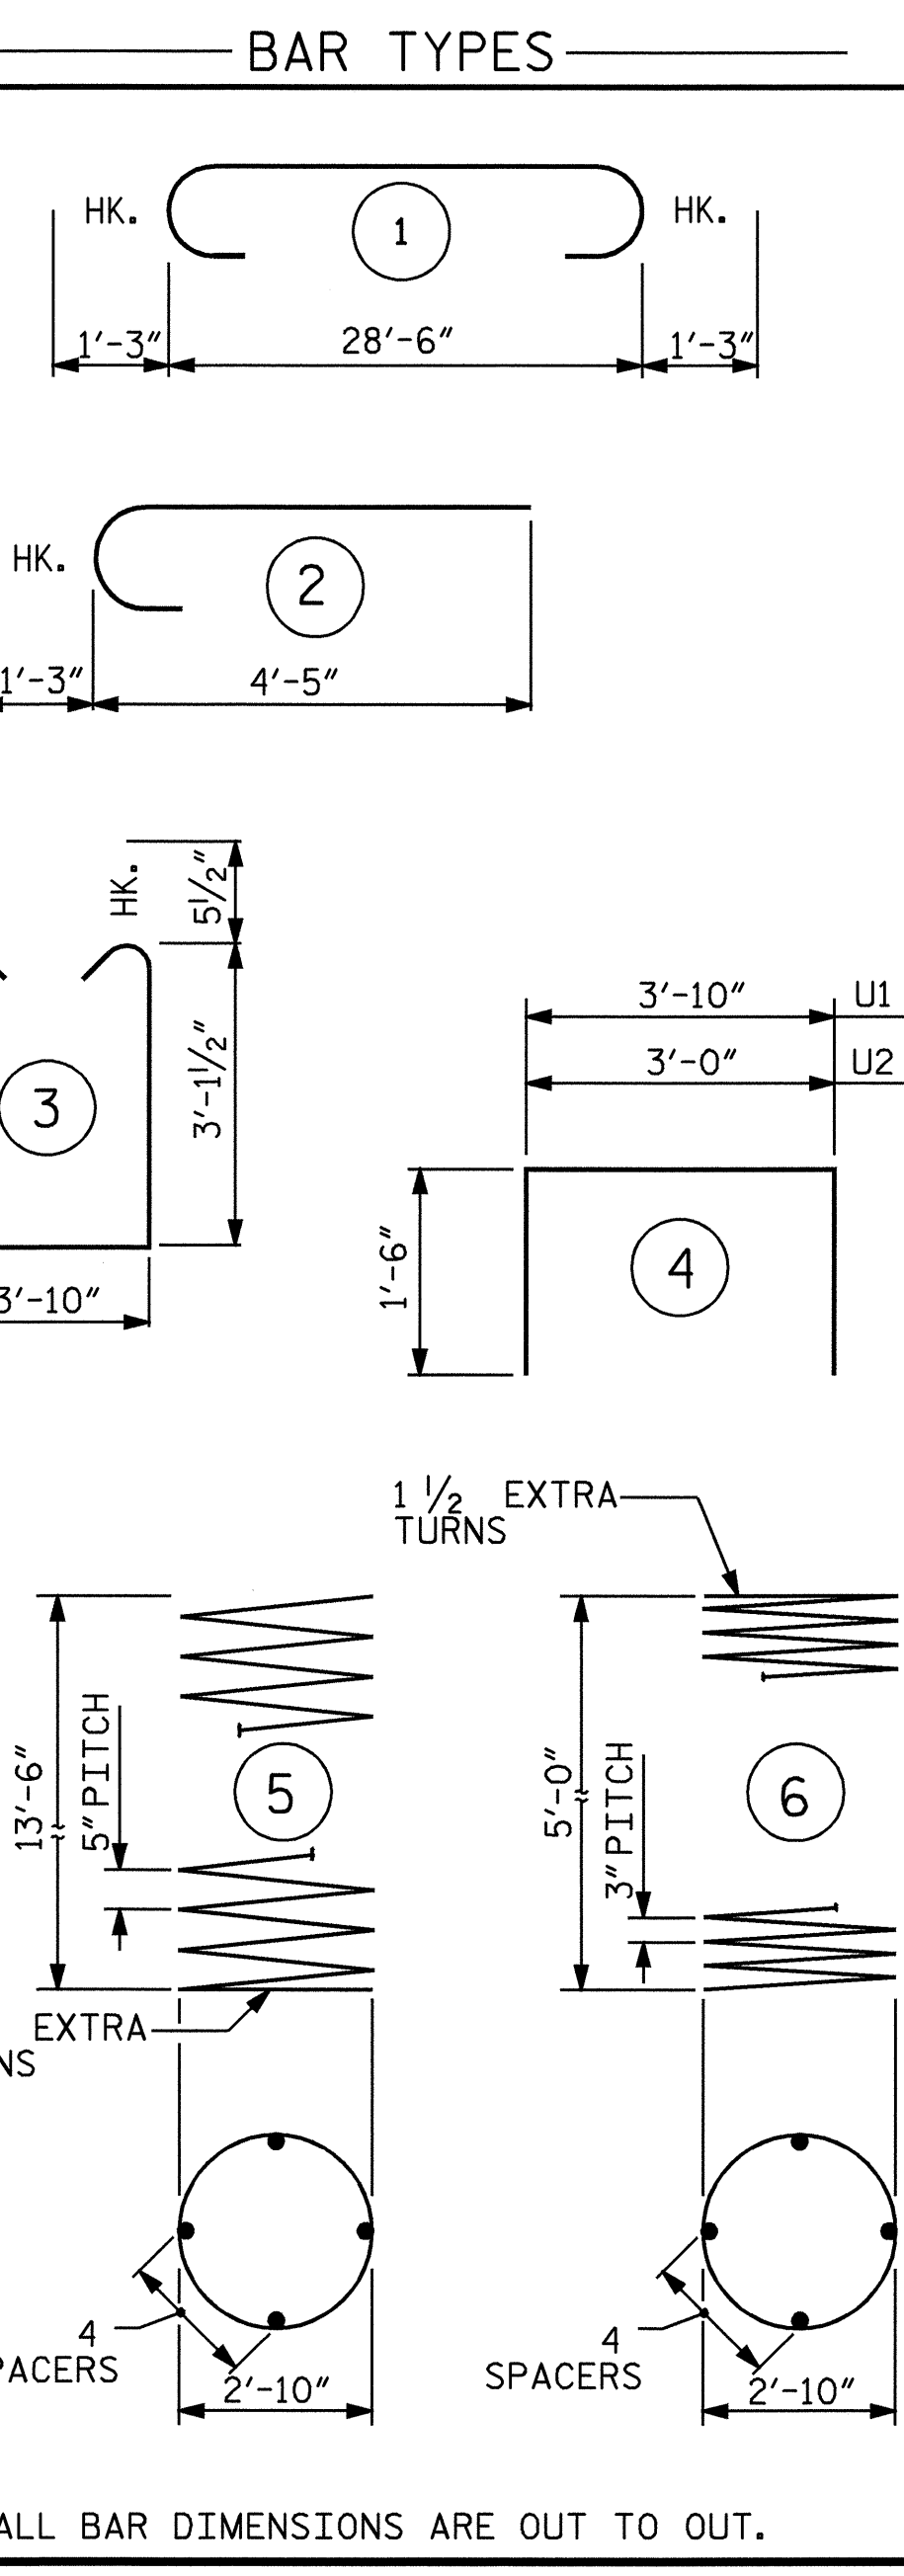 BAR TYPES
HK. 1 HK.
1'-3" 28'-6" 1'-3"
HK. 2
1'-3" 4'-5"
HK. 5½"
3 3'-1½"
3'-10"
3'-10" U1
3'-0" U2
1'-6" 4
1 ½ EXTRA
TURNS
13'-6" 5" PITCH 5
5'-0" 3" PITCH 6
EXTRA
4
2'-10"
4
SPACERS
2'-10"
ALL BAR DIMENSIONS ARE OUT TO OUT.